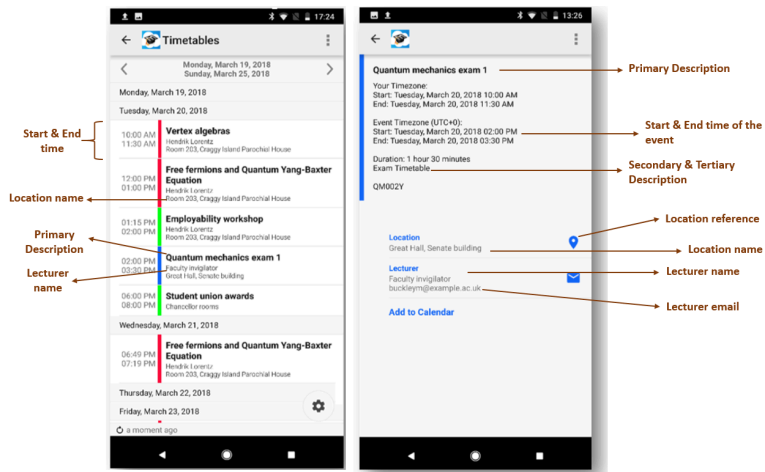 17:24
Timetables
Monday, March 19, 2018
Sunday, March 25, 2018
Monday, March 19, 2018
Tuesday, March 20, 2018
Start & End
time
10:00 AM
11:30 AM
Vertex algebras
Hendrik Lorentz
Room 203, Craggy Island Parochial House
12:00 PM
01:00 PM
Free fermions and Quantum Yang-Baxter
Equation
Hendrik Lorentz
Room 203, Craggy Island Parochial House
Location name
01:15 PM
02:00 PM
Employability workshop
Hendrik Lorentz
Room 203, Craggy Island Parochial House
Primary
Description
02:00 PM
03:30 PM
Quantum mechanics exam 1
Faculty invigilator
Great Hall, Senate building
Lecturer
name
06:00 PM
08:00 PM
Student union awards
Chancellor rooms
Wednesday, March 21, 2018
06:49 PM
07:19 PM
Free fermions and Quantum Yang-Baxter
Equation
Hendrik Lorentz
Room 203, Craggy Island Parochial House
Thursday, March 22, 2018
Friday, March 23, 2018
a moment ago
13:26
Quantum mechanics exam 1
Primary Description
Your Timezone:
Start: Tuesday, March 20, 2018 10:00 AM
End: Tuesday, March 20, 2018 11:30 AM
Event Timezone (UTC+0):
Start: Tuesday, March 20, 2018 02:00 PM
End: Tuesday, March 20, 2018 03:30 PM
Start & End time of the
event
Duration: 1 hour 30 minutes
Exam Timetable
Secondary & Tertiary
Description
QM002Y
Location reference
Location
Great Hall, Senate building
Location name
Lecturer
Faculty invigilator
buckleym@example.ac.uk
Lecturer name
Lecturer email
Add to Calendar